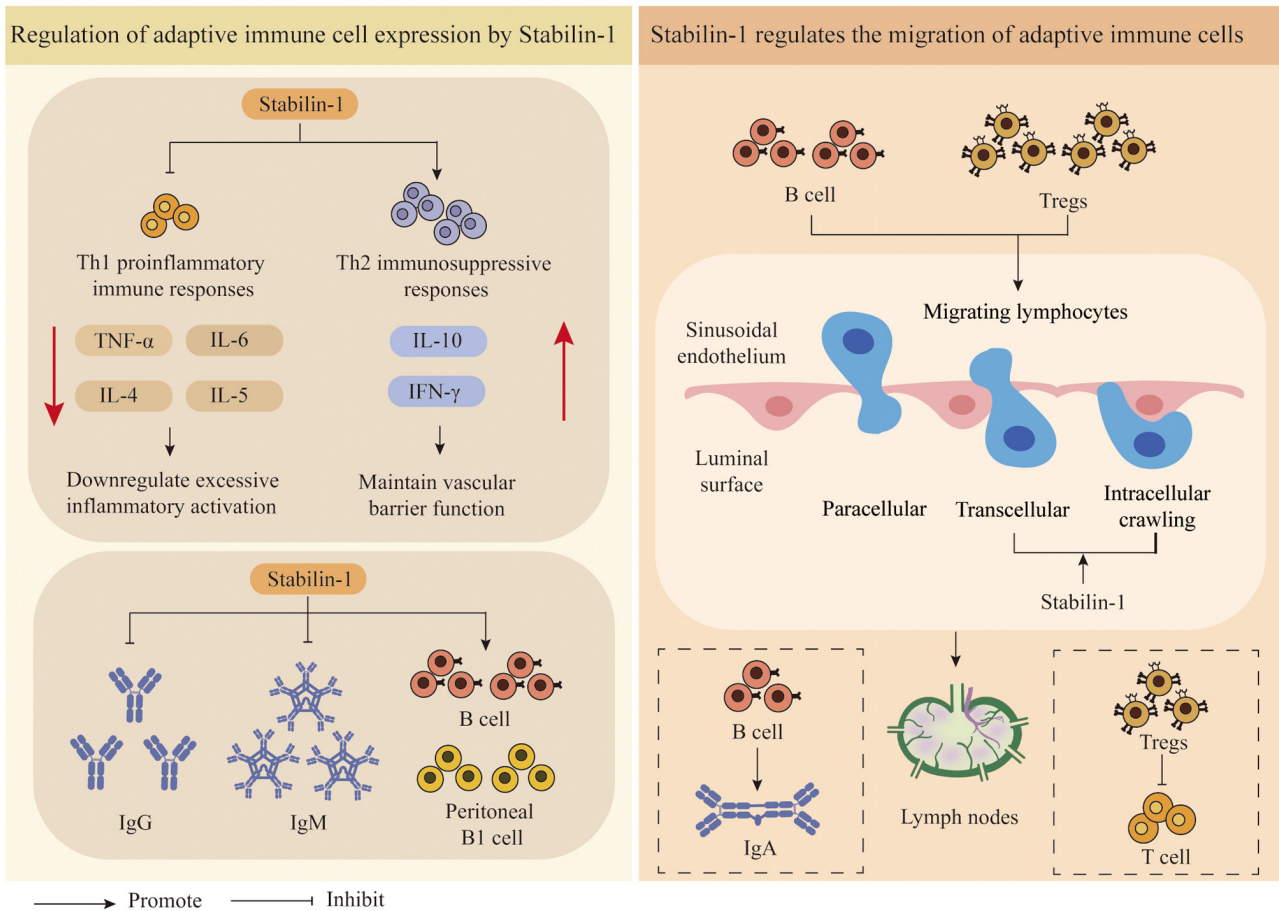 Regulation of adaptive immune cell expression by Stabilin-1
Stabilin-1
Th1 proinflammatory
immune responses
Th2 immunosuppressive
responses
TNF-α
IL-6
IL-4
IL-5
IL-10
IFN-γ
Downregulate excessive
inflammatory activation
Maintain vascular
barrier function
Stabilin-1
IgG
IgM
B cell
Peritoneal
B1 cell
Stabilin-1 regulates the migration of adaptive immune cells
B cell
Tregs
Migrating lymphocytes
Sinusoidal
endothelium
Luminal
surface
Paracellular
Transcellular
Intracellular
crawling
Stabilin-1
B cell
IgA
Lymph nodes
Tregs
T cell
Promote
Inhibit